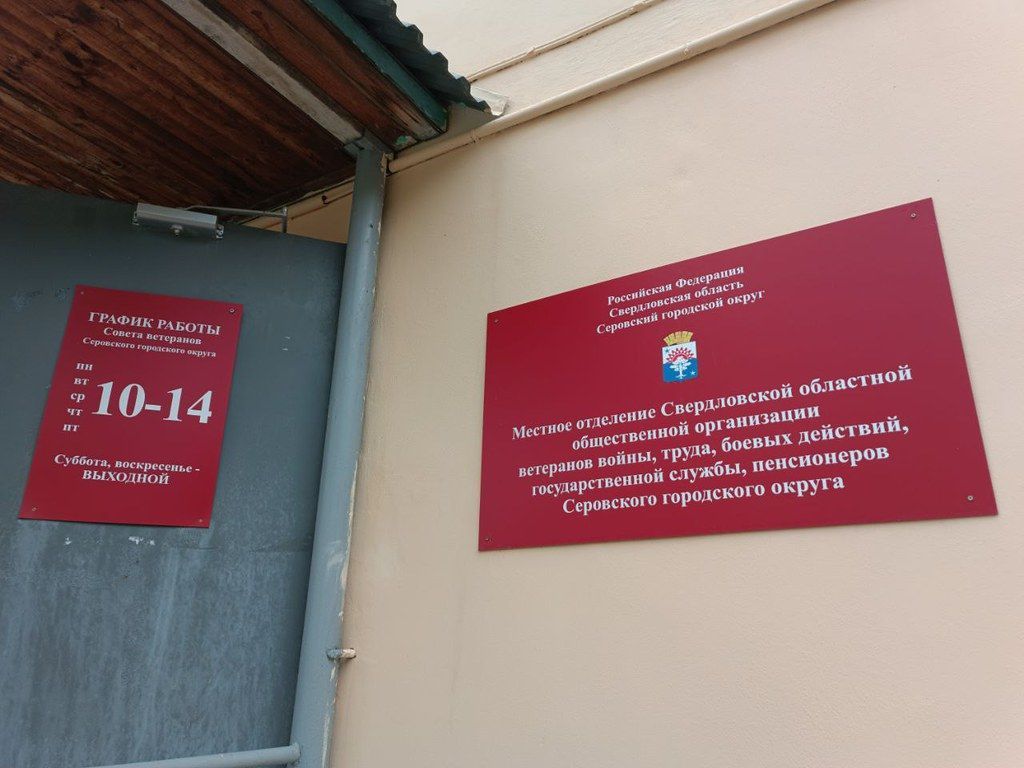 ГРАФИК РАБОТЫ
Совета ветеранов
Серовского городского округа
пн
вт
ср
чт
пт
10-14
Суббота, воскресенье -
ВЫХОДНОЙ
Российская Федерация
Свердловская область
Серовский городской округ
Местное отделение Свердловской областной
общественной организации
ветеранов войны, труда, боевых действий,
государственной службы, пенсионеров
Серовского городского округа